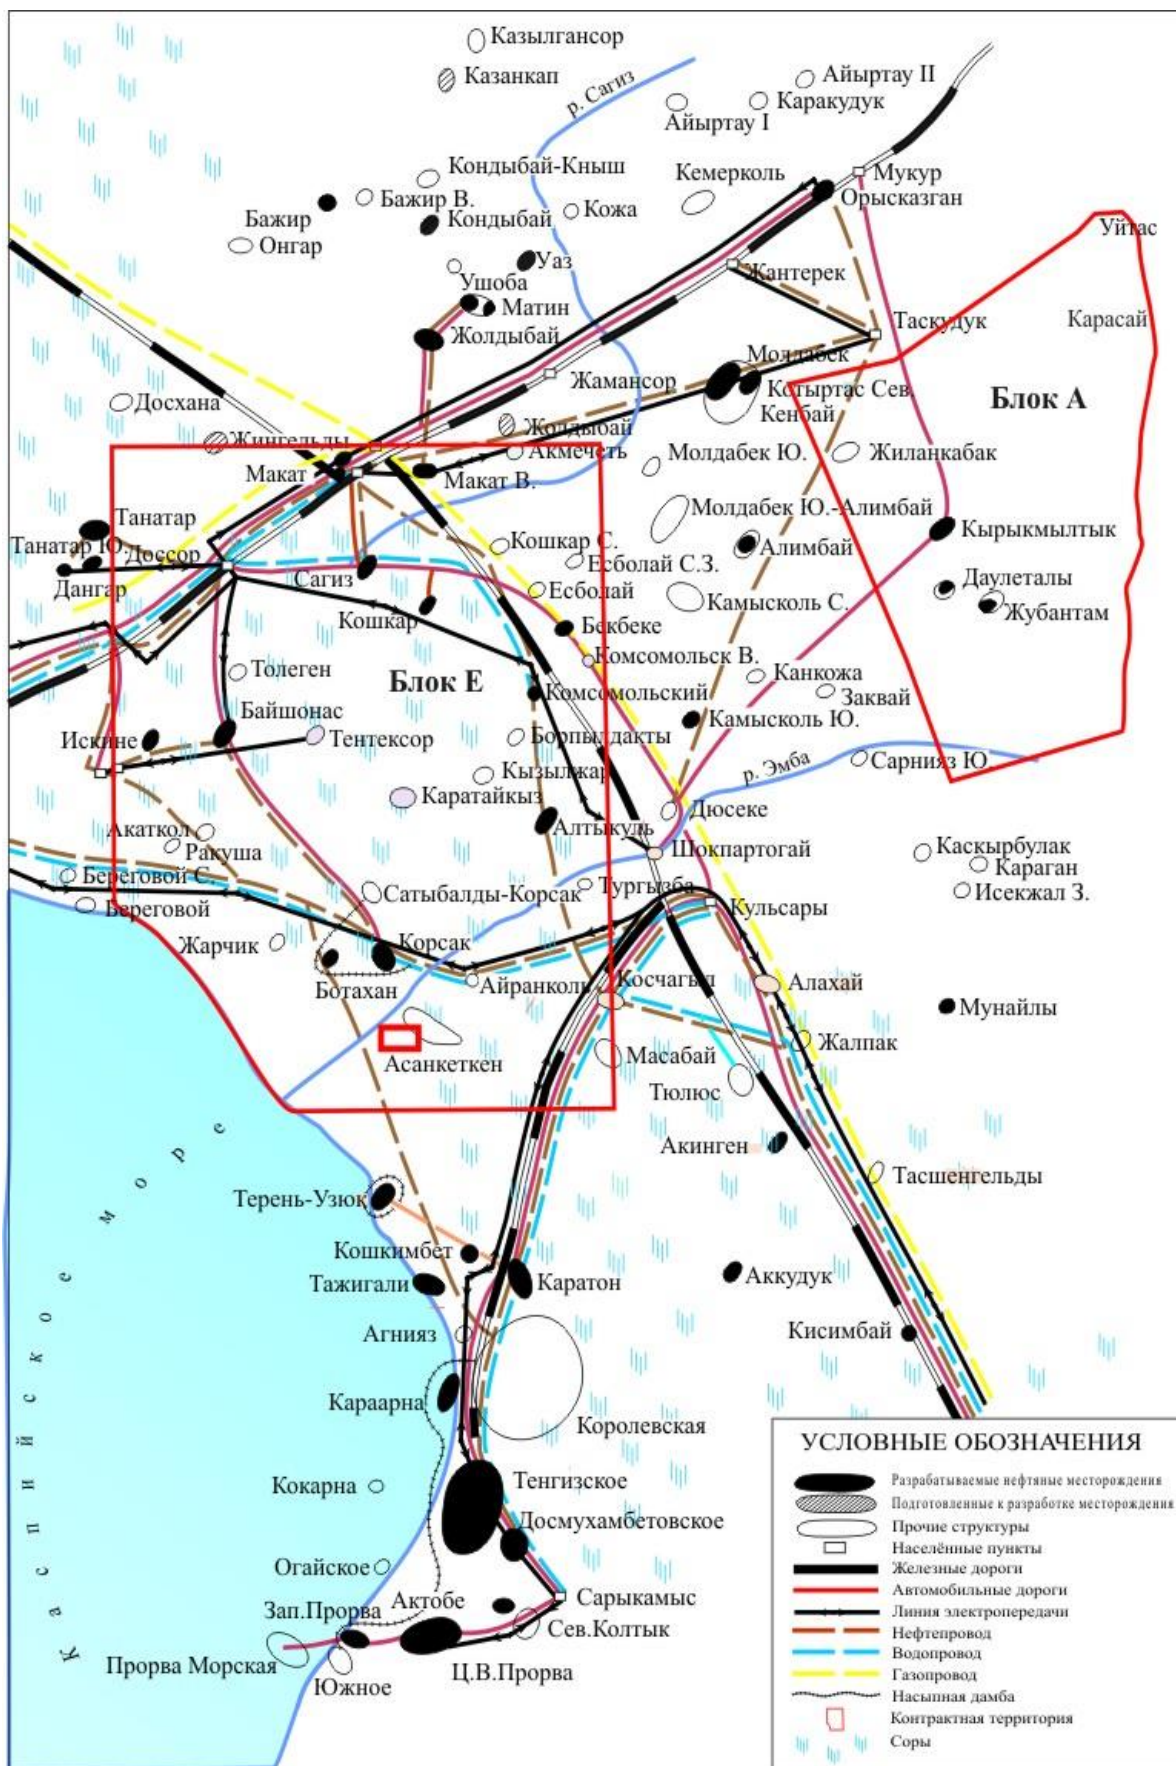 Казылгансор
Казанкап
р. Сагиз
Айыртау II
Каракудук
Айыртау I
Кондыбай-Кныш
Кемерколь
Мукур
Орысказган
Бажир В.
Бажир
Кондыбай
Кожа
Онгар
Уйтас
Уаз
Ушоба
Жантерек
Матин
Таскудук
Карасай
Жолдыбай
Молдабек
Жамансор
Котыртас Сев.
Блок А
Досхана
Кенбай
Жолдыбай
Жингельды
Акмечеть
Молдабек Ю.
Жиланкабак
Макат
Макат В.
Молдабек Ю.-Алимбай
Танатар
Кырыкмылтык
Танатар Ю.
Доссор
Кошкар С.
Алимбай
Есболай С.З.
Дангар
Сагиз
Есболай
Даулеталы
Камысколь С.
Жубантам
Кошкар
Бекбеке
Комсомольск В.
Толеген
Блок Е
Канкожа
Комсомольский
Заквай
Байшонас
Камысколь Ю.
Искине
Тентексор
Борпылдакты
р. Эмба
Сарнияз Ю.
Кызылжар
Каратайкыз
Дюсеке
Алтыкуль
Акаткол
Ракуша
Шокпартогай
Каскырбулак
Караган
Береговой С.
Сатыбалды-Корсак
Тургызба
Исекжал З.
Береговой
Кульсары
Жарчик
Корсак
Ботахан
Айранколь
Косчагыл
Алахай
Мунайлы
Жалпак
Масабай
Асанкеткен
Тюлюс
Акинген
Тасшенгельды
Терень-Узюк
Кошкимбет
Тажигали
Каратон
Аккудук
Агнияз
Кисимбай
Караарна
Королевская
Каспийское море
Тенгизское
Кокарна
Досмухамбетовское
Огайское
Актобе
Сарыкамыс
Зап.Прорва
Сев.Колтык
Прорва Морская
Ц.В.Прорва
Южное
УСЛОВНЫЕ ОБОЗНАЧЕНИЯ
Разрабатываемые нефтяные месторождения
Подготовленные к разработке месторождения
Прочие структуры
Населённые пункты
Железные дороги
Автомобильные дороги
Линия электропередачи
Нефтепровод
Водопровод
Газопровод
Насыпная дамба
Контрактная территория
Соры